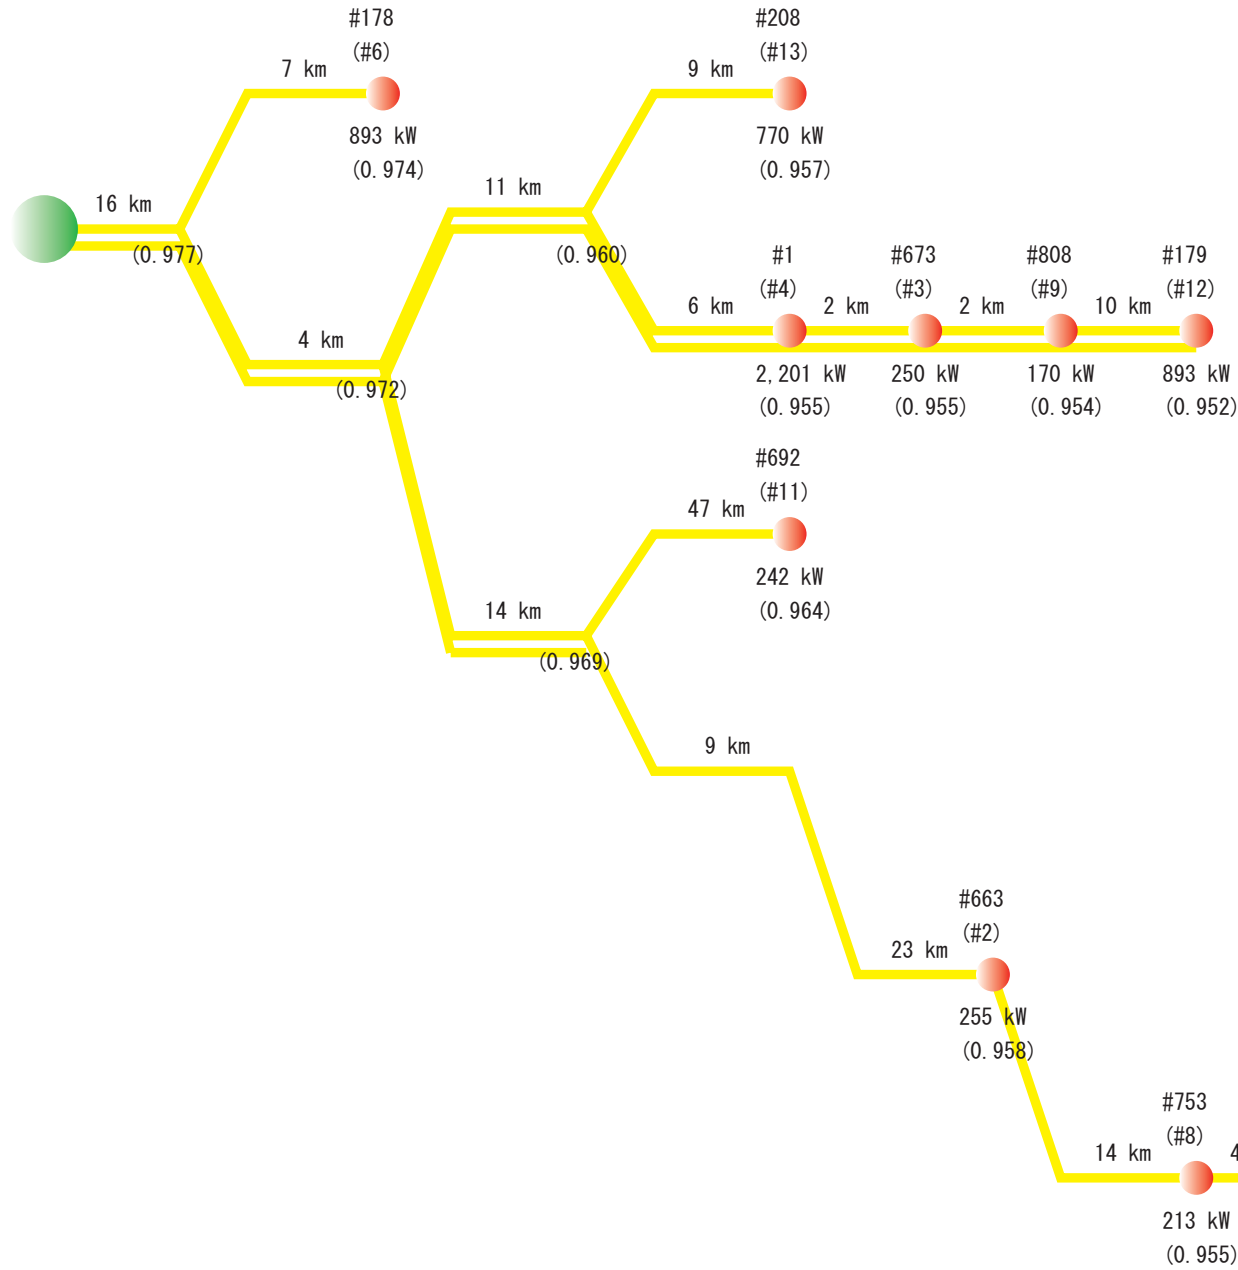 #178
(#6)
7 km
893 kW
(0.974)
#208
(#13)
9 km
770 kW
(0.957)
16 km
(0.977)
11 km
(0.960)
4 km
(0.972)
#1
(#4)
6 km
2,201 kW
(0.955)
#673
(#3)
2 km
250 kW
(0.955)
#808
(#9)
2 km
170 kW
(0.954)
#179
(#12)
10 km
893 kW
(0.952)
#692
(#11)
47 km
242 kW
(0.964)
14 km
(0.969)
9 km
#663
(#2)
23 km
255 kW
(0.958)
#753
(#8)
14 km
4
213 kW
(0.955)